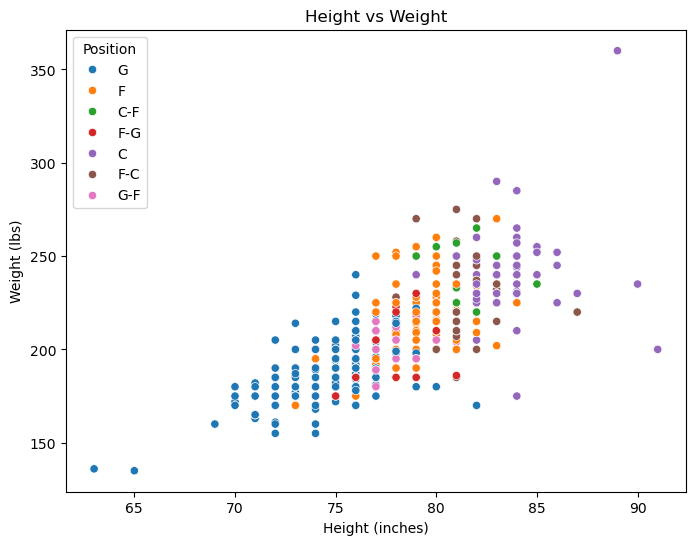 Height vs Weight
Position
G
F
C-F
F-G
C
F-C
G-F
350
300
250
200
150
Weight (lbs)
65 70 75 80 85 90
Height (inches)